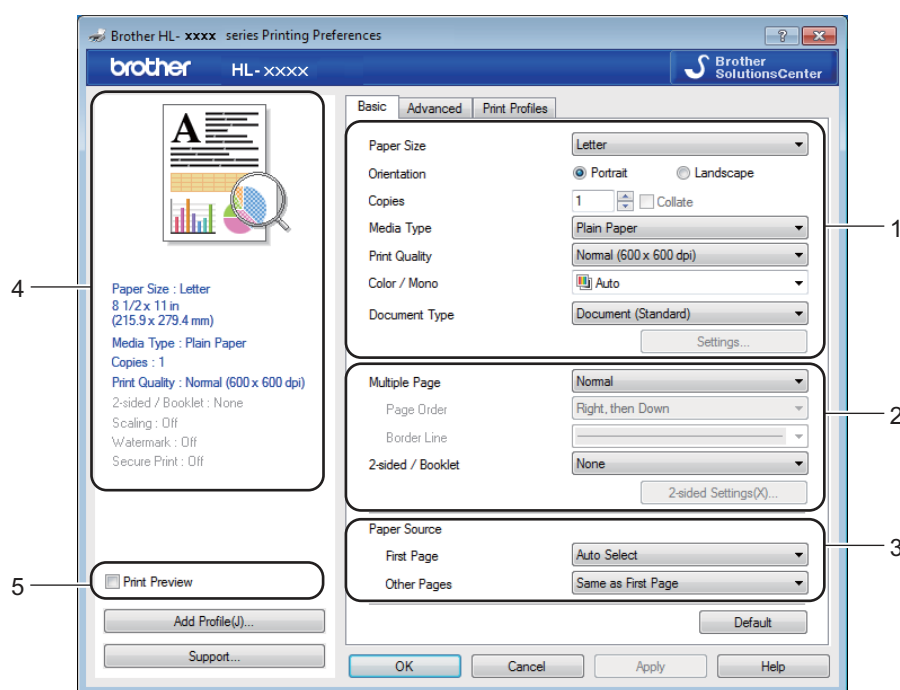 Brother HL- xxxx series Printing Preferences
brother HL-xxxx
Brother
SolutionsCenter
Basic Advanced Print Profiles
A
Paper Size Letter
Orientation Portrait Landscape
Copies 1 Collate
Media Type Plain Paper
Print Quality Normal (600 x 600 dpi)
Color / Mono Auto
Document Type Document (Standard)
Settings...
1
4
Paper Size : Letter
8 1/2 x 11 in
(215.9 x 279.4 mm)
Media Type : Plain Paper
Copies : 1
Print Quality : Normal (600 x 600 dpi)
2-sided / Booklet : None
Scaling : Off
Watermark : Off
Secure Print : Off
Multiple Page Normal
Page Order Right, then Down
Border Line
2-sided / Booklet None
2-sided Settings(X)...
2
Paper Source
First Page Auto Select
Other Pages Same as First Page
3
5
Print Preview
Add Profile(J)...
Support...
Default
OK Cancel Apply Help